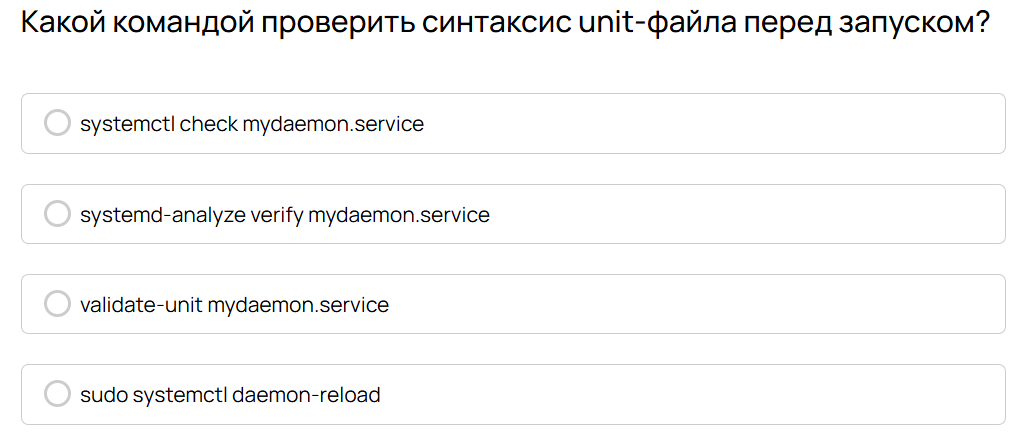 Какой командой проверить синтаксис unit-файла перед запуском?
systemctl check mydaemon.service
systemd-analyze verify mydaemon.service
validate-unit mydaemon.service
sudo systemctl daemon-reload